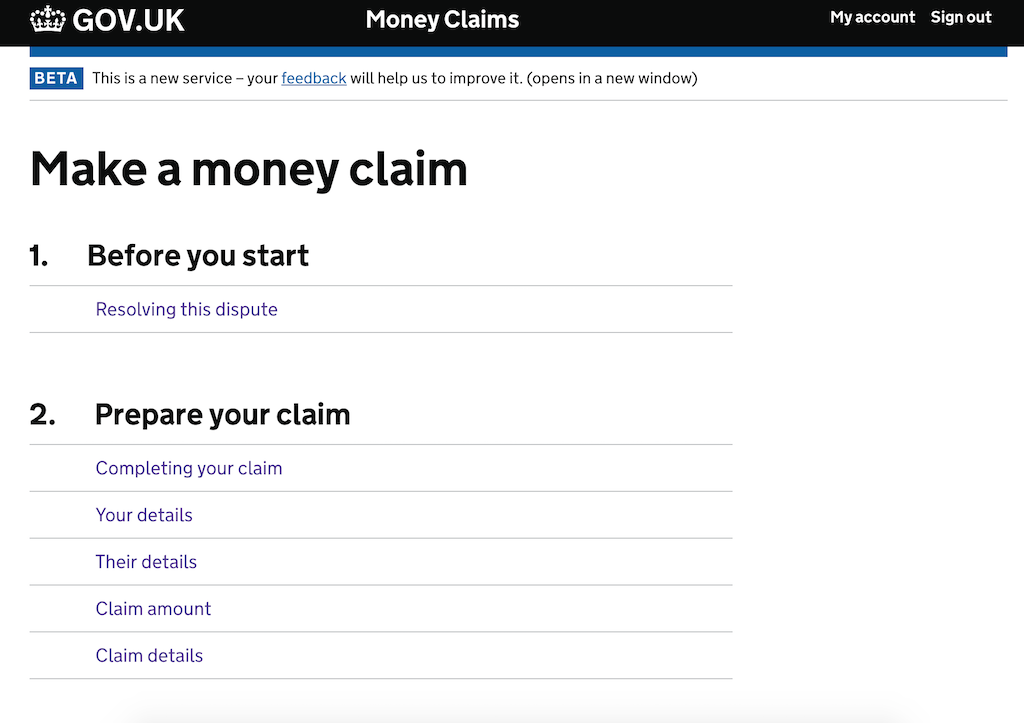 GOV.UK Money Claims My account Sign out
BETA This is a new service – your feedback will help us to improve it. (opens in a new window)
Make a money claim
1. Before you start
Resolving this dispute
2. Prepare your claim
Completing your claim
Your details
Their details
Claim amount
Claim details